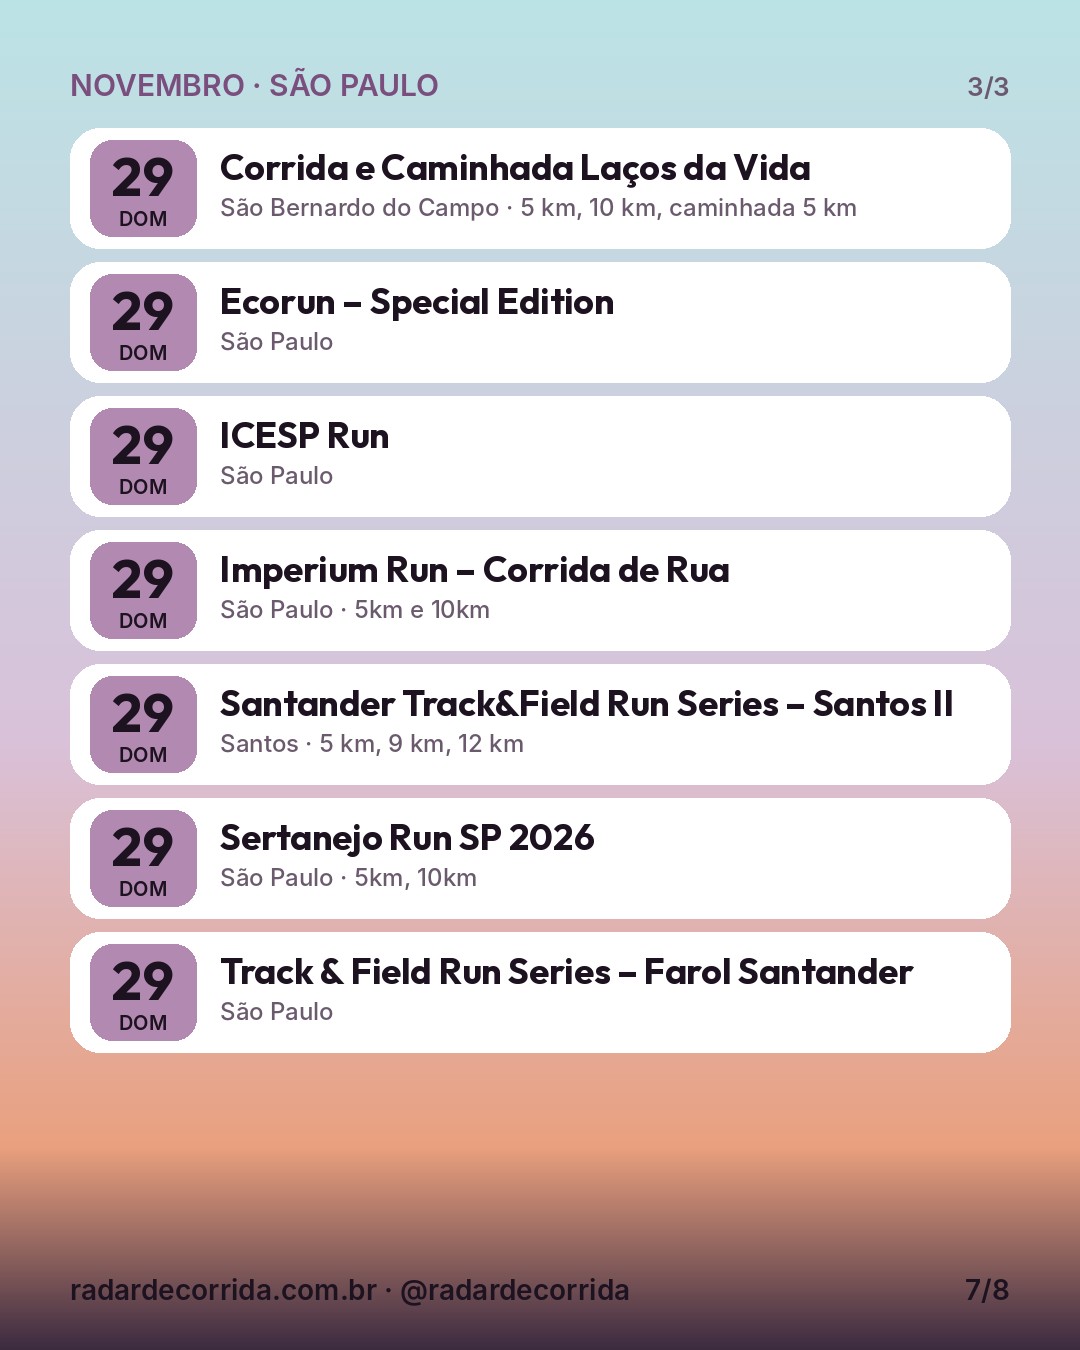 NOVEMBRO · SÃO PAULO
3/3
29
DOM
Corrida e Caminhada Laços da Vida
São Bernardo do Campo · 5 km, 10 km, caminhada 5 km
29
DOM
Ecorun – Special Edition
São Paulo
29
DOM
ICESP Run
São Paulo
29
DOM
Imperium Run – Corrida de Rua
São Paulo · 5km e 10km
29
DOM
Santander Track&Field Run Series – Santos II
Santos · 5 km, 9 km, 12 km
29
DOM
Sertanejo Run SP 2026
São Paulo · 5km, 10km
29
DOM
Track & Field Run Series – Farol Santander
São Paulo
radardecorrida.com.br · @radardecorrida
7/8